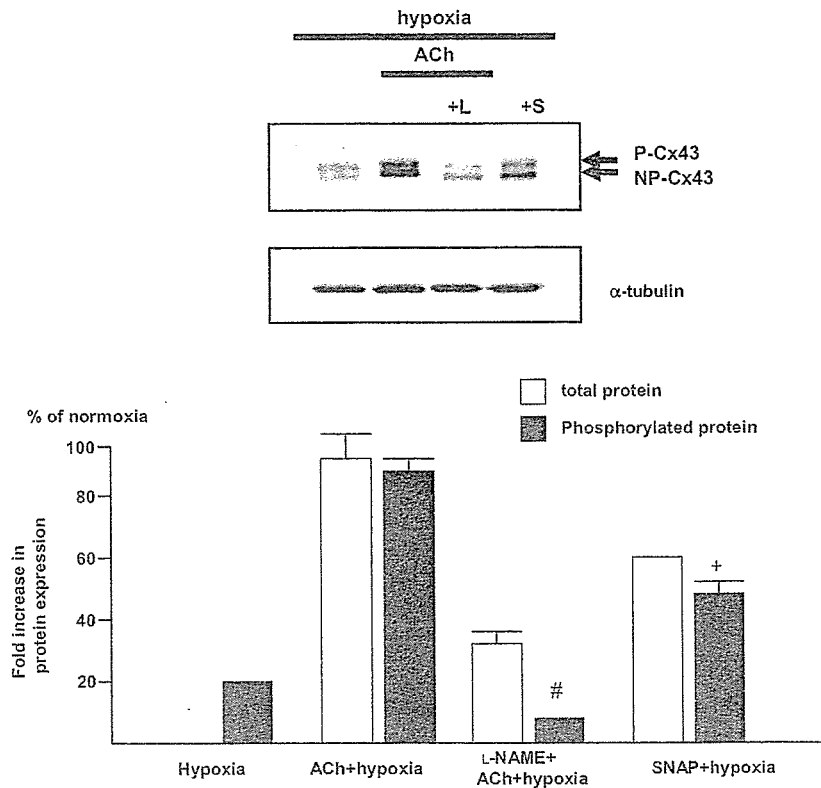 hypoxia
ACh
+L +S
P-Cx43
NP-Cx43
α-tubulin
total protein
Phosphorylated protein
% of normoxia
Fold increase in
protein expression
100
80
60
40
20
#
+
Hypoxia
ACh+hypoxia
L-NAME+
ACh+hypoxia
SNAP+hypoxia